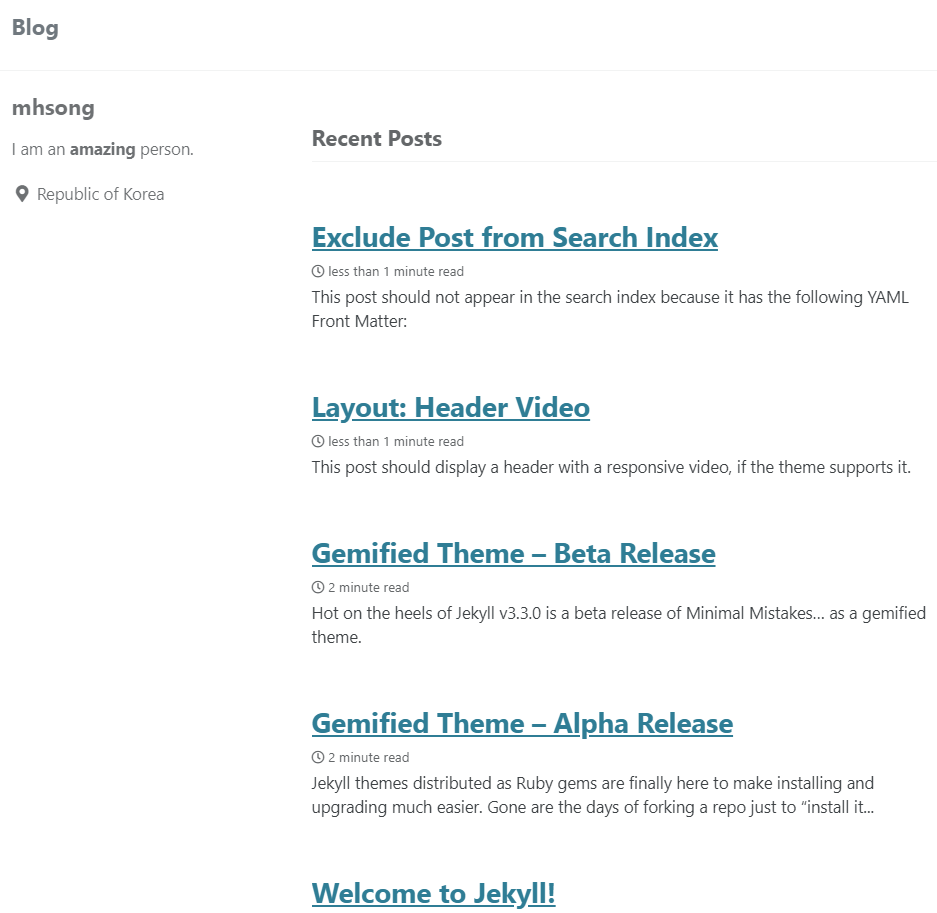 Blog
mhsong
I am an amazing person.
Republic of Korea
Recent Posts
Exclude Post from Search Index
less than 1 minute read
This post should not appear in the search index because it has the following YAML
Front Matter:
Layout: Header Video
less than 1 minute read
This post should display a header with a responsive video, if the theme supports it.
Gemified Theme – Beta Release
2 minute read
Hot on the heels of Jekyll v3.3.0 is a beta release of Minimal Mistakes... as a gemified
theme.
Gemified Theme – Alpha Release
2 minute read
Jekyll themes distributed as Ruby gems are finally here to make installing and
upgrading much easier. Gone are the days of forking a repo just to “install it...
Welcome to Jekyll!